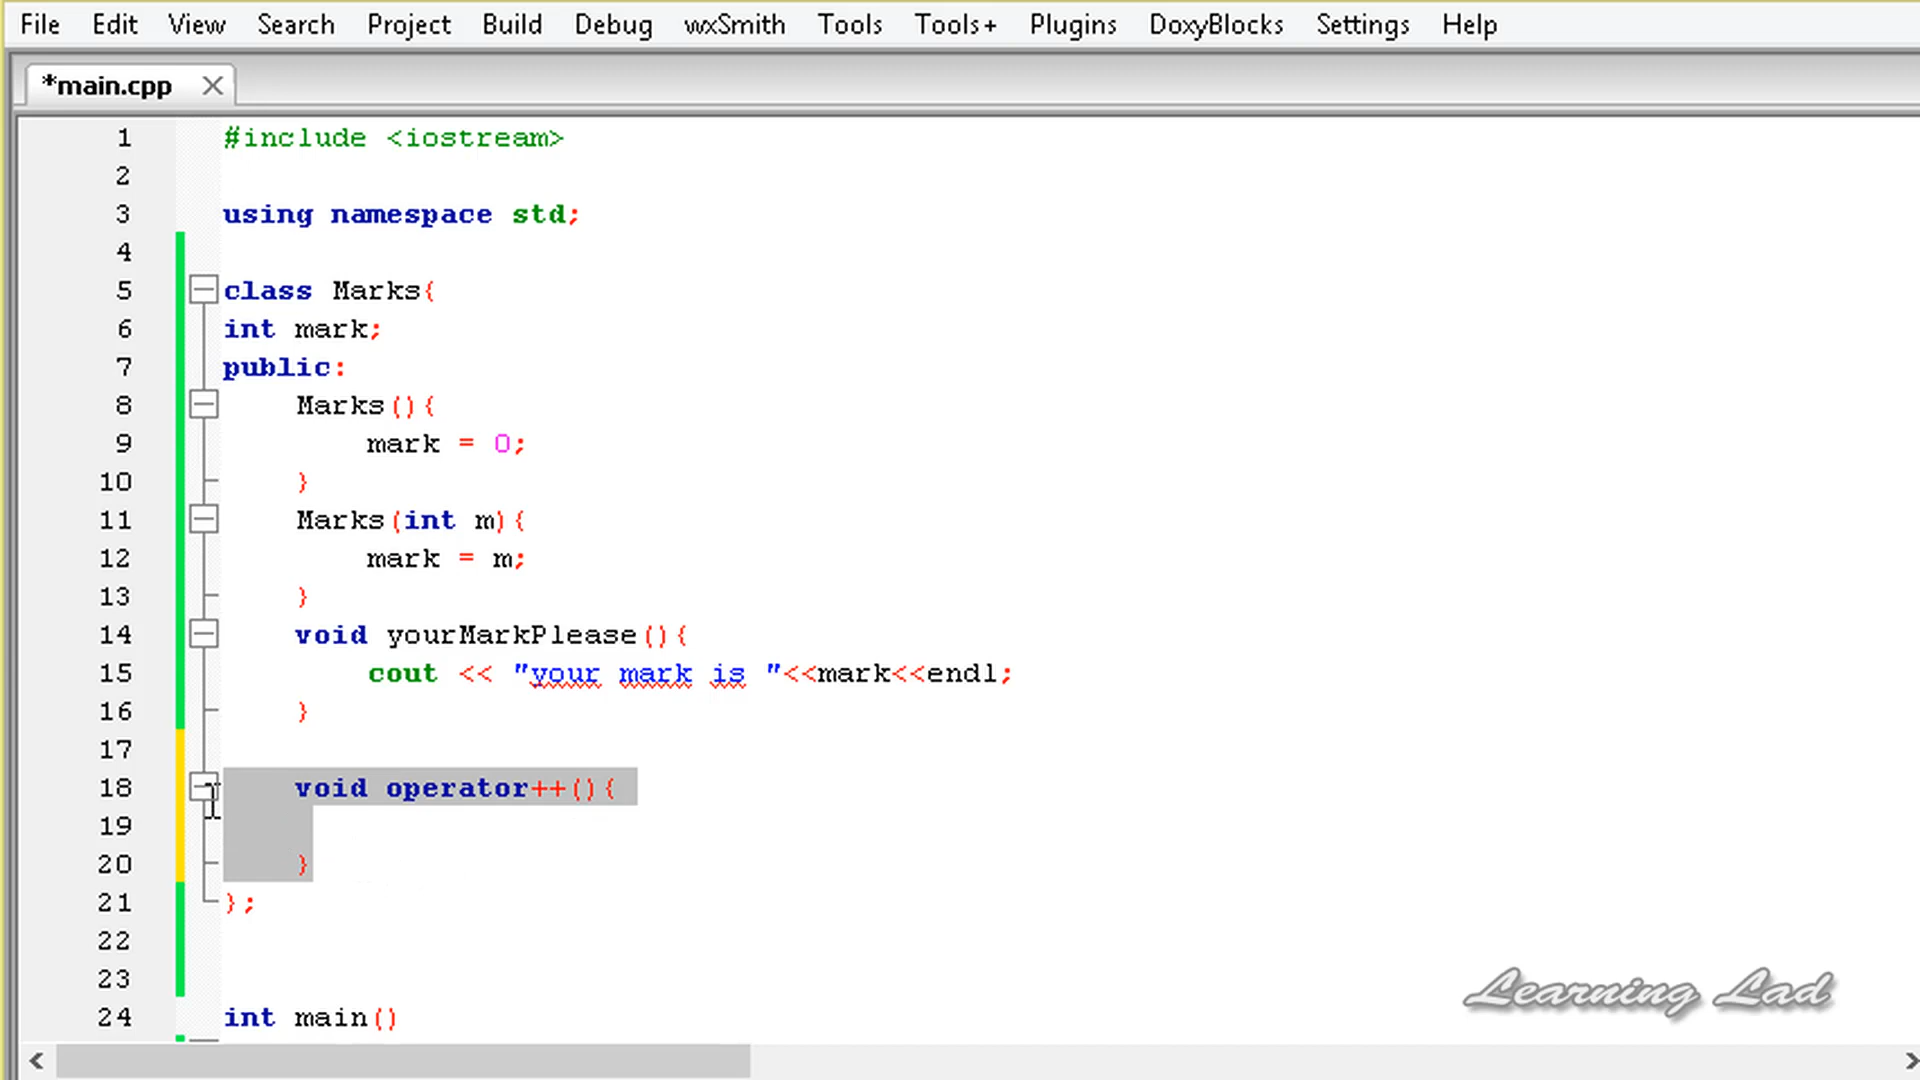 File Edit View Search Project Build Debug wxSmith Tools Tools+ Plugins DoxyBlocks Settings Help
*main.cpp
1 #include <iostream>
2
3 using namespace std;
4
5 class Marks{
6 int mark;
7 public:
8 Marks(){
9 mark = 0;
10 }
11 Marks(int m){
12 mark = m;
13 }
14 void yourMarkPlease(){
15 cout << "your mark is "<<mark<<endl;
16 }
17
18 void operator++(){
19
20 }
21 };
22
23
24 int main()
Learning Lad